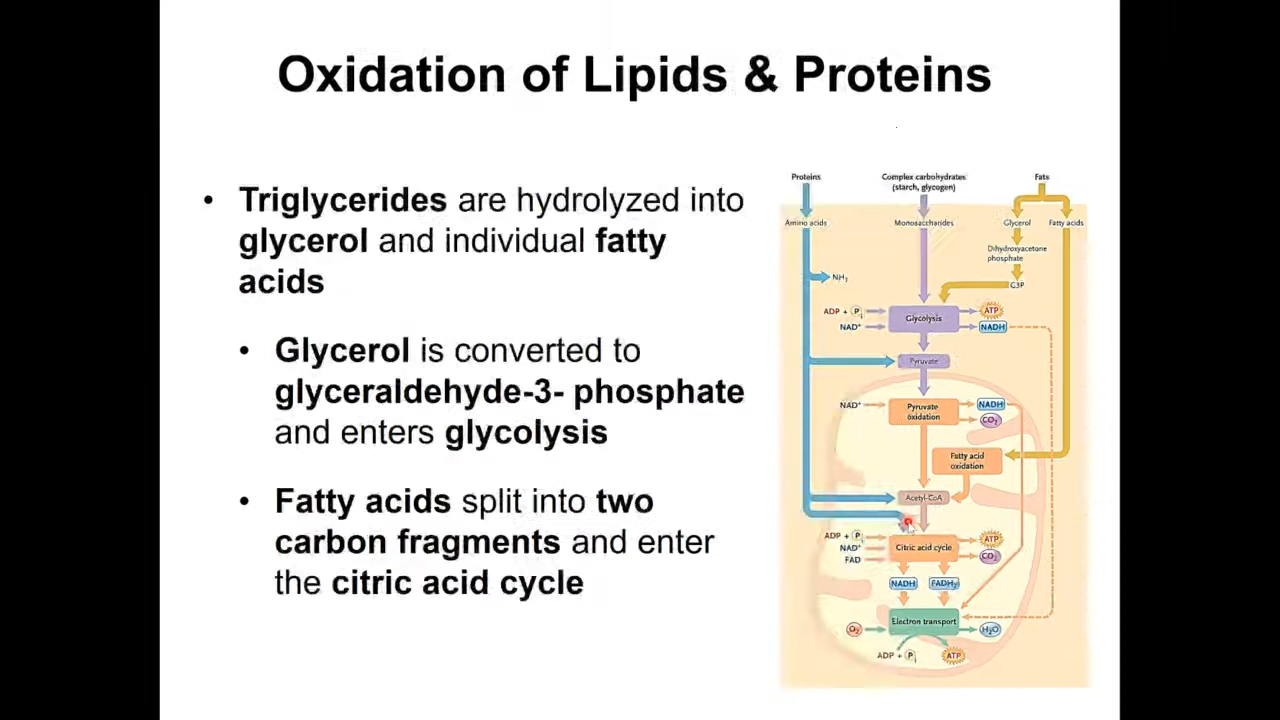 Oxidation of Lipids & Proteins
• Triglycerides are hydrolyzed into
glycerol and individual fatty
acids
• Glycerol is converted to
glyceraldehyde-3- phosphate
and enters glycolysis
• Fatty acids split into two
carbon fragments and enter
the citric acid cycle
Proteins
Complex carbohydrates
(starch, glycogen)
Fats
Amino acids
Monosaccharides
Glycerol
Fatty acids
Dihydroxyacetone
phosphate
NH₃
G3P
ADP + Pi
Glycolysis
ATP
NAD⁺
NADH
Pyruvate
NAD⁺
Pyruvate
oxidation
NADH
CO₂
Fatty acid
oxidation
Acetyl-CoA
ADP + Pi
NAD⁺
FAD
Citric acid cycle
ATP
CO₂
NADH
FADH₂
Electron transport
O₂
H₂O
ADP + Pi
ATP